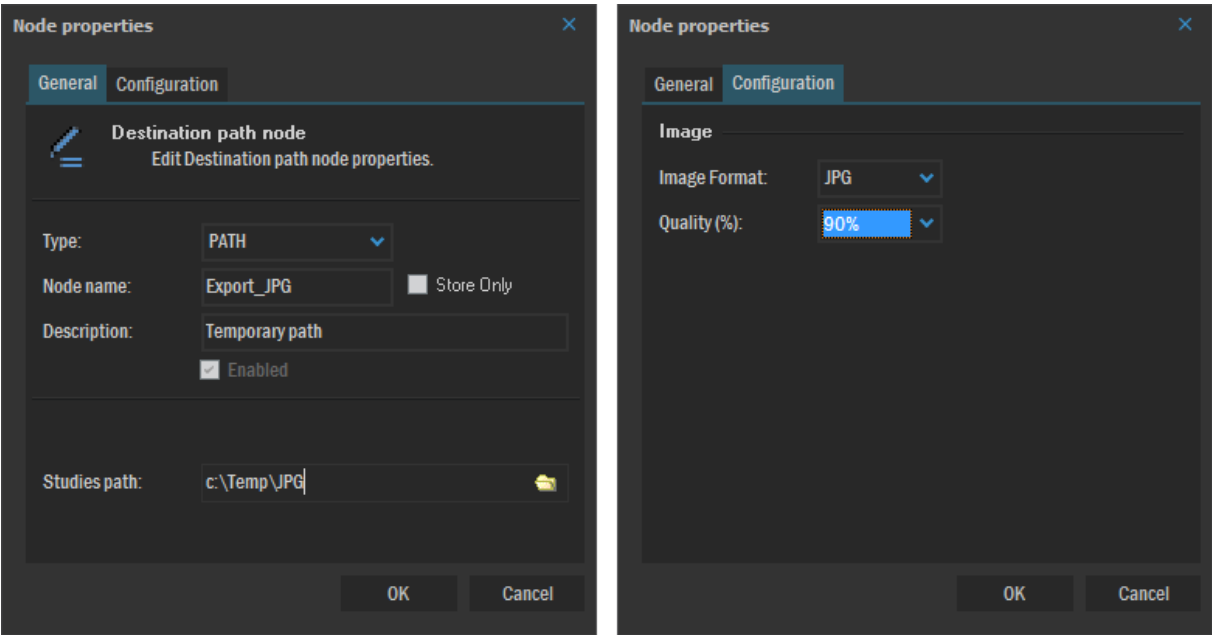 Node properties
General Configuration
Destination path node
Edit Destination path node properties.
Type: PATH
Node name: Export_JPG Store Only
Description: Temporary path
Enabled
Studies path: c:\Temp\JPG
OK Cancel
Node properties
General Configuration
Image
Image Format: JPG
Quality (%): 90%
OK Cancel